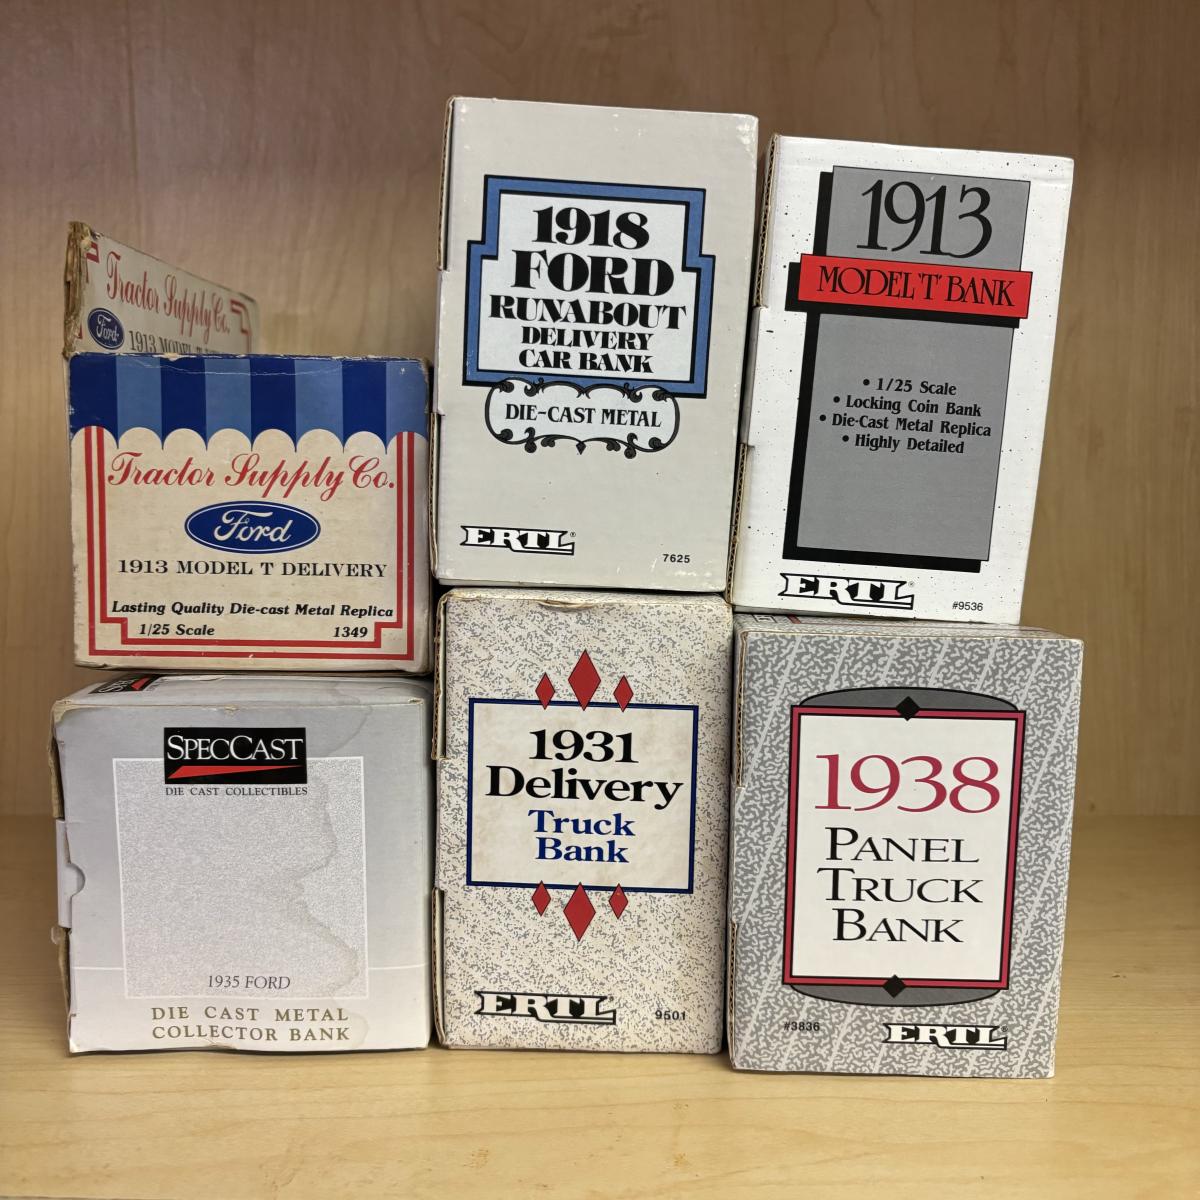 Tractor Supply Co.
Ford
1913 MODEL T
Tractor Supply Co.
Ford
1913 MODEL T DELIVERY
Lasting Quality Die-cast Metal Replica
1/25 Scale 1349
1918
FORD
RUNABOUT
DELIVERY
CAR BANK
DIE-CAST METAL
ERTL®
7625
1913
MODEL 'T' BANK
• 1/25 Scale
• Locking Coin Bank
• Die-Cast Metal Replica
• Highly Detailed
ERTL®
#9536
SPECCAST
DIE CAST COLLECTIBLES
1935 FORD
DIE CAST METAL
COLLECTOR BANK
1931
Delivery
Truck
Bank
ERTL
9501
1938
PANEL
TRUCK
BANK
#3836 ERTL®